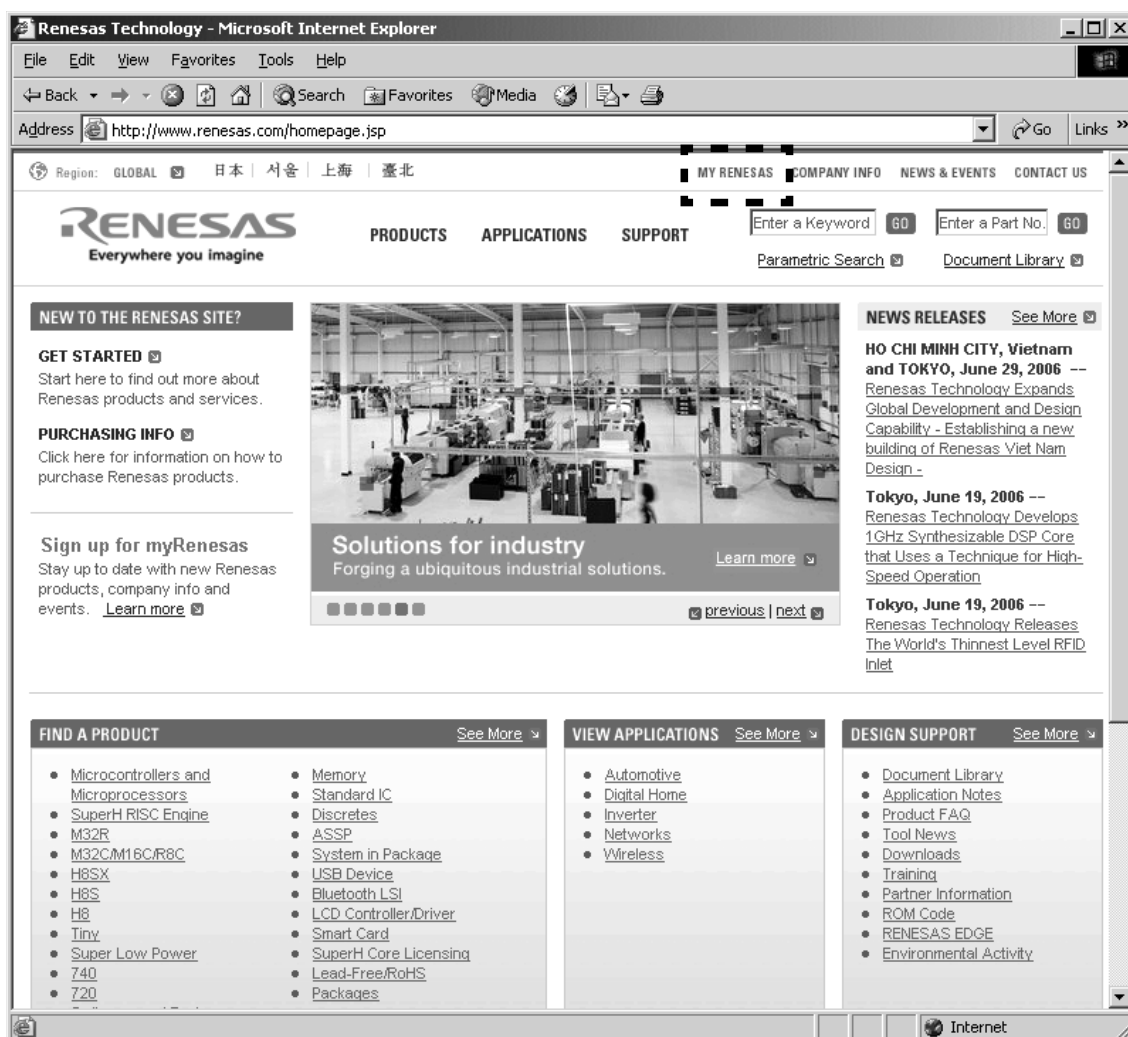 Renesas Technology - Microsoft Internet Explorer
File Edit View Favorites Tools Help
Back Search Favorites Media
Address http://www.renesas.com/homepage.jsp Go Links »
Region: GLOBAL 日本 | 서울 | 上海 | 臺北 MY RENESAS COMPANY INFO NEWS & EVENTS CONTACT US
RENESAS
Everywhere you imagine
PRODUCTS APPLICATIONS SUPPORT
Enter a Keyword GO Enter a Part No. GO
Parametric Search Document Library
NEW TO THE RENESAS SITE?
GET STARTED
Start here to find out more about
Renesas products and services.
PURCHASING INFO
Click here for information on how to
purchase Renesas products.
Sign up for myRenesas
Stay up to date with new Renesas
products, company info and
events. Learn more
Solutions for industry
Forging a ubiquitous industrial solutions.
Learn more
previous | next
NEWS RELEASES See More
HO CHI MINH CITY, Vietnam
and TOKYO, June 29, 2006 --
Renesas Technology Expands
Global Development and Design
Capability - Establishing a new
building of Renesas Viet Nam
Design -
Tokyo, June 19, 2006 --
Renesas Technology Develops
1GHz Synthesizable DSP Core
that Uses a Technique for High-
Speed Operation
Tokyo, June 19, 2006 --
Renesas Technology Releases
The World's Thinnest Level RFID
Inlet
FIND A PRODUCT See More
Microcontrollers and
Microprocessors
SuperH RISC Engine
M32R
M32C/M16C/R8C
H8SX
H8S
H8
Tiny
Super Low Power
740
720
Memory
Standard IC
Discretes
ASSP
System in Package
USB Device
Bluetooth LSI
LCD Controller/Driver
Smart Card
SuperH Core Licensing
Lead-Free/RoHS
Packages
VIEW APPLICATIONS See More
Automotive
Digital Home
Inverter
Networks
Wireless
DESIGN SUPPORT See More
Document Library
Application Notes
Product FAQ
Tool News
Downloads
Training
Partner Information
ROM Code
RENESAS EDGE
Environmental Activity
Internet